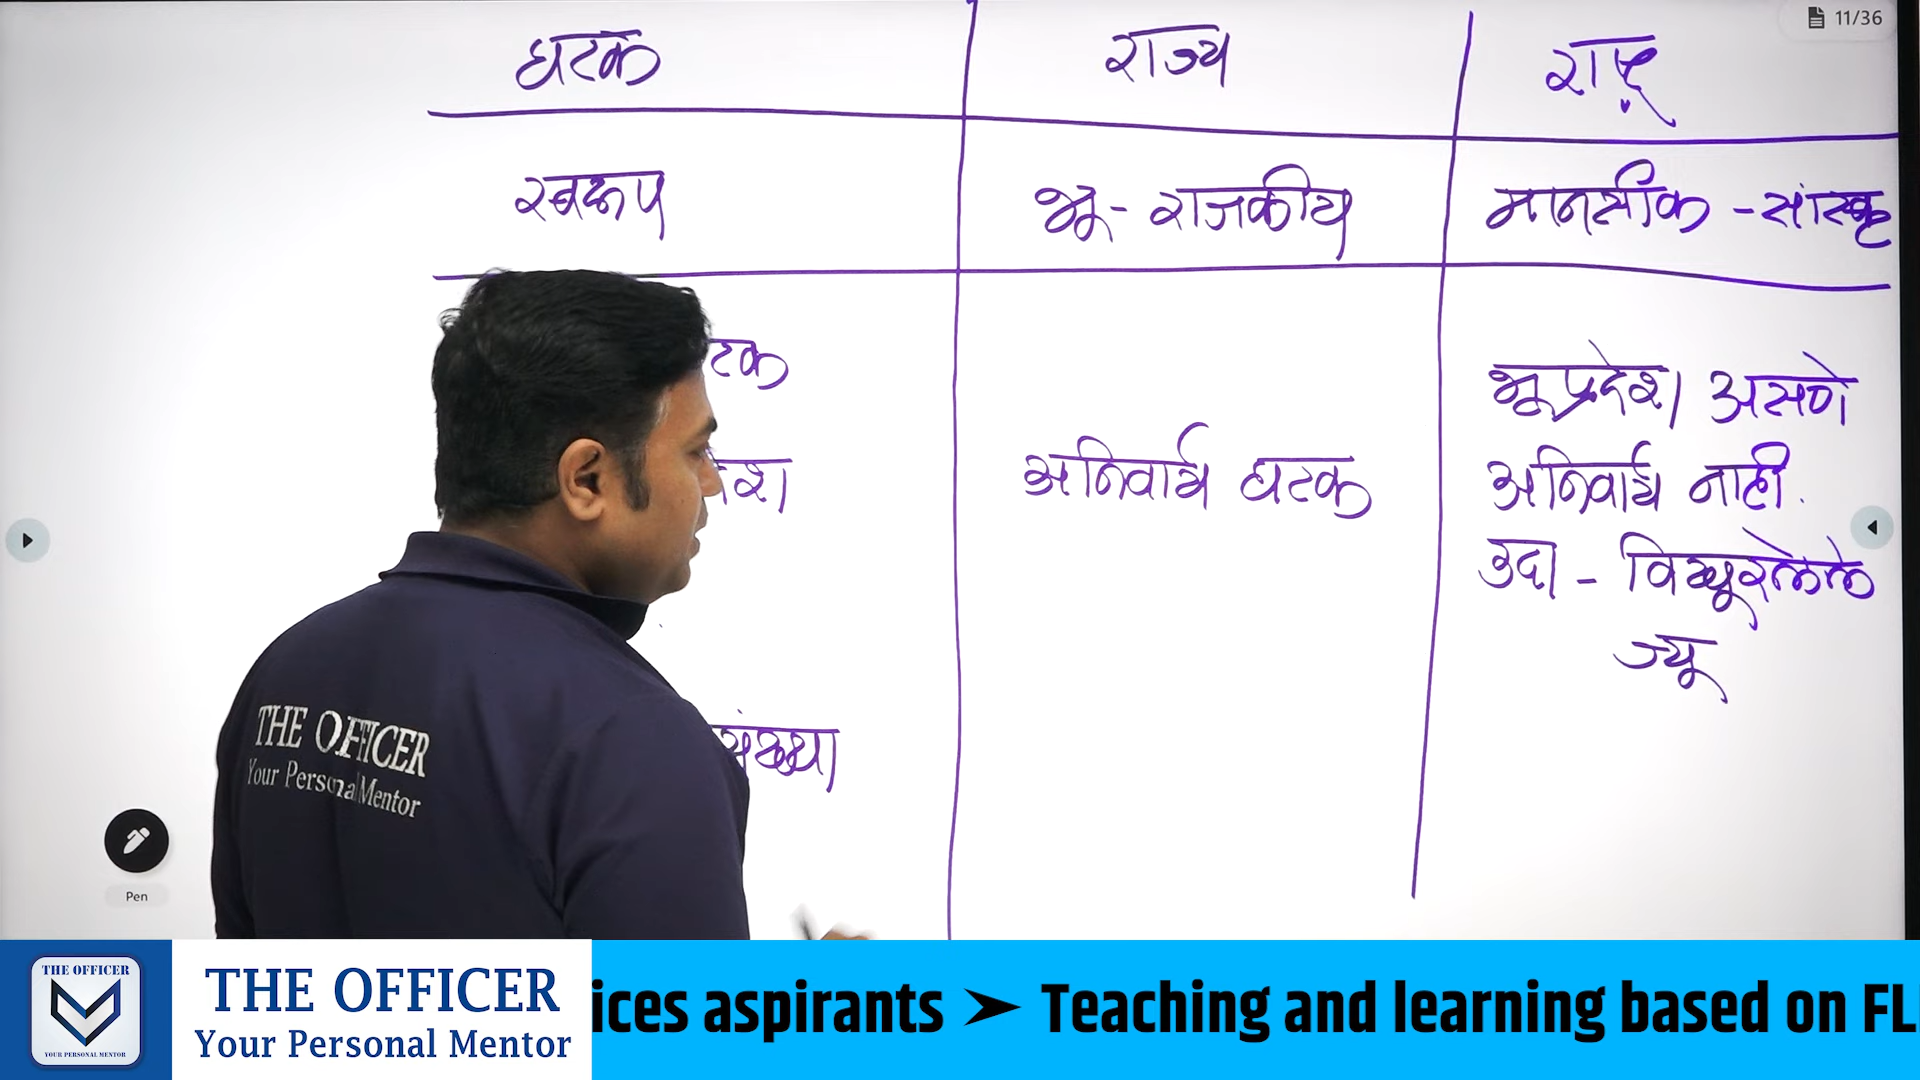 11/36
घटक राज्य राष्ट्र
स्वरूप भू - राजकीय मानसीक - सांस्कृ
टक
भूप्रदेश असणे
श अनिवार्य घटक अनिवार्य नाही.
उदा - विखुरलेले
ज्यू
संख्या
THE OFFICER
Your Personal Mentor
Pen
THE OFFICER
YOUR PERSONAL MENTOR
THE OFFICER
Your Personal Mentor
ices aspirants ➤ Teaching and learning based on FL